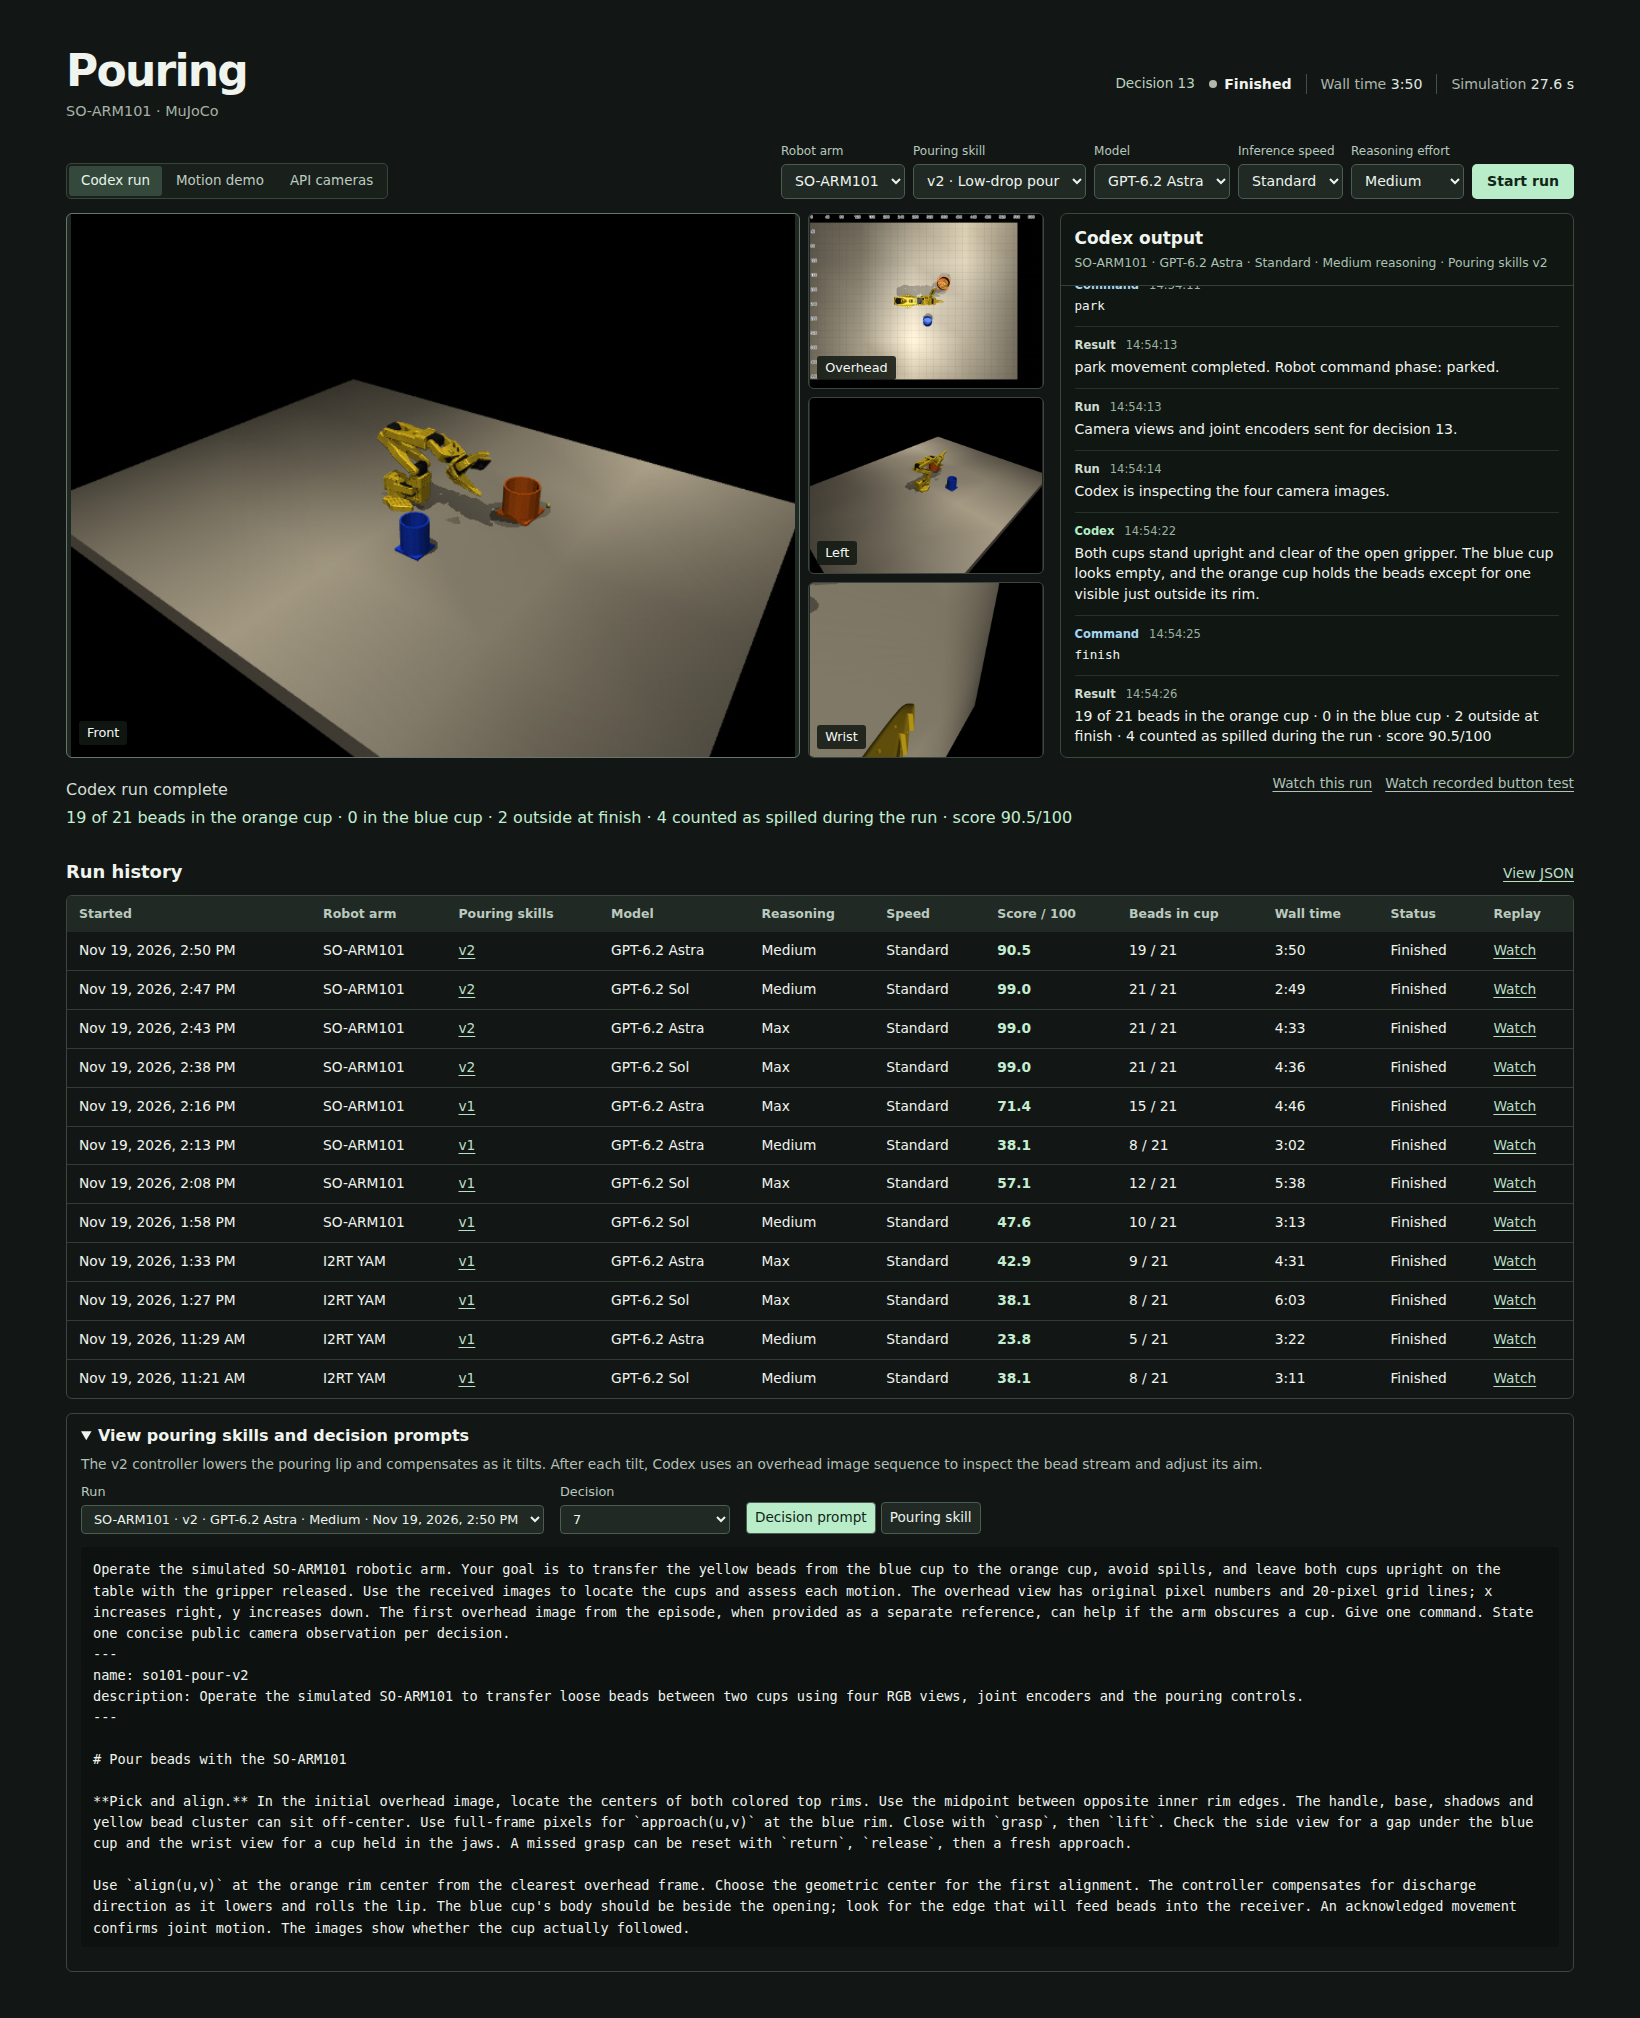 Pouring
SO-ARM101 · MuJoCo
Decision 13 Finished Wall time 3:50 Simulation 27.6 s
Codex run Motion demo API cameras
Robot arm Pouring skill Model Inference speed Reasoning effort
SO-ARM101 v2 · Low-drop pour GPT-6.2 Astra Standard Medium Start run
Front
Overhead
Left
Wrist
Codex output
SO-ARM101 · GPT-6.2 Astra · Standard · Medium reasoning · Pouring skills v2
Command 14:54:11
park
Result 14:54:13
park movement completed. Robot command phase: parked.
Run 14:54:13
Camera views and joint encoders sent for decision 13.
Run 14:54:14
Codex is inspecting the four camera images.
Codex 14:54:22
Both cups stand upright and clear of the open gripper. The blue cup
looks empty, and the orange cup holds the beads except for one
visible just outside its rim.
Command 14:54:25
finish
Result 14:54:26
19 of 21 beads in the orange cup · 0 in the blue cup · 2 outside at
finish · 4 counted as spilled during the run · score 90.5/100
Codex run complete
Watch this run Watch recorded button test
19 of 21 beads in the orange cup · 0 in the blue cup · 2 outside at finish · 4 counted as spilled during the run · score 90.5/100
Run history
View JSON
Started Robot arm Pouring skills Model Reasoning Speed Score / 100 Beads in cup Wall time Status Replay
Nov 19, 2026, 2:50 PM SO-ARM101 v2 GPT-6.2 Astra Medium Standard 90.5 19 / 21 3:50 Finished Watch
Nov 19, 2026, 2:47 PM SO-ARM101 v2 GPT-6.2 Sol Medium Standard 99.0 21 / 21 2:49 Finished Watch
Nov 19, 2026, 2:43 PM SO-ARM101 v2 GPT-6.2 Astra Max Standard 99.0 21 / 21 4:33 Finished Watch
Nov 19, 2026, 2:38 PM SO-ARM101 v2 GPT-6.2 Sol Max Standard 99.0 21 / 21 4:36 Finished Watch
Nov 19, 2026, 2:16 PM SO-ARM101 v1 GPT-6.2 Astra Max Standard 71.4 15 / 21 4:46 Finished Watch
Nov 19, 2026, 2:13 PM SO-ARM101 v1 GPT-6.2 Astra Medium Standard 38.1 8 / 21 3:02 Finished Watch
Nov 19, 2026, 2:08 PM SO-ARM101 v1 GPT-6.2 Sol Max Standard 57.1 12 / 21 5:38 Finished Watch
Nov 19, 2026, 1:58 PM SO-ARM101 v1 GPT-6.2 Sol Medium Standard 47.6 10 / 21 3:13 Finished Watch
Nov 19, 2026, 1:33 PM I2RT YAM v1 GPT-6.2 Astra Max Standard 42.9 9 / 21 4:31 Finished Watch
Nov 19, 2026, 1:27 PM I2RT YAM v1 GPT-6.2 Sol Max Standard 38.1 8 / 21 6:03 Finished Watch
Nov 19, 2026, 11:29 AM I2RT YAM v1 GPT-6.2 Astra Medium Standard 23.8 5 / 21 3:22 Finished Watch
Nov 19, 2026, 11:21 AM I2RT YAM v1 GPT-6.2 Sol Medium Standard 38.1 8 / 21 3:11 Finished Watch
View pouring skills and decision prompts
The v2 controller lowers the pouring lip and compensates as it tilts. After each tilt, Codex uses an overhead image sequence to inspect the bead stream and adjust its aim.
Run Decision
SO-ARM101 · v2 · GPT-6.2 Astra · Medium · Nov 19, 2026, 2:50 PM 7 Decision prompt Pouring skill
Operate the simulated SO-ARM101 robotic arm. Your goal is to transfer the yellow beads from the blue cup to the orange cup, avoid spills, and leave both cups upright on the
table with the gripper released. Use the received images to locate the cups and assess each motion. The overhead view has original pixel numbers and 20-pixel grid lines; x
increases right, y increases down. The first overhead image from the episode, when provided as a separate reference, can help if the arm obscures a cup. Give one command. State
one concise public camera observation per decision.
---
name: so101-pour-v2
description: Operate the simulated SO-ARM101 to transfer loose beads between two cups using four RGB views, joint encoders and the pouring controls.
---
# Pour beads with the SO-ARM101
**Pick and align.** In the initial overhead image, locate the centers of both colored top rims. Use the midpoint between opposite inner rim edges. The handle, base, shadows and
yellow bead cluster can sit off-center. Use full-frame pixels for `approach(u,v)` at the blue rim. Close with `grasp`, then `lift`. Check the side view for a gap under the blue
cup and the wrist view for a cup held in the jaws. A missed grasp can be reset with `return`, `release`, then a fresh approach.
Use `align(u,v)` at the orange rim center from the clearest overhead frame. Choose the geometric center for the first alignment. The controller compensates for discharge
direction as it lowers and rolls the lip. The blue cup's body should be beside the opening; look for the edge that will feed beads into the receiver. An acknowledged movement
confirms joint motion. The images show whether the cup actually followed.